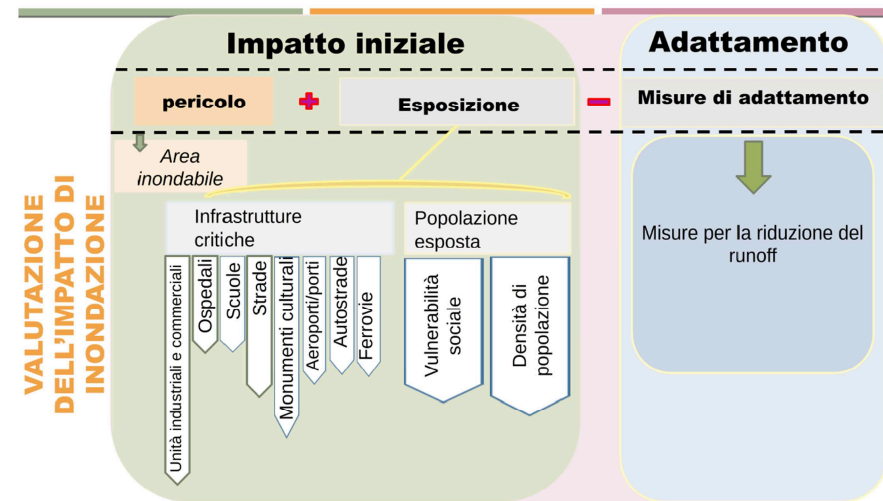 Impatto iniziale
Adattamento
pericolo
Esposizione
Misure di adattamento
Area
inondabile
VALUTAZIONE
DELL'IMPATTO DI
INONDAZIONE
Infrastrutture
critiche
Popolazione
esposta
Misure per la riduzione del
runoff
Unità industriali e commerciali
Ospedali
Scuole
Strade
Monumenti culturali
Aeroporti/porti
Autostrade
Ferrovie
Vulnerabilità
sociale
Densità di
popolazione